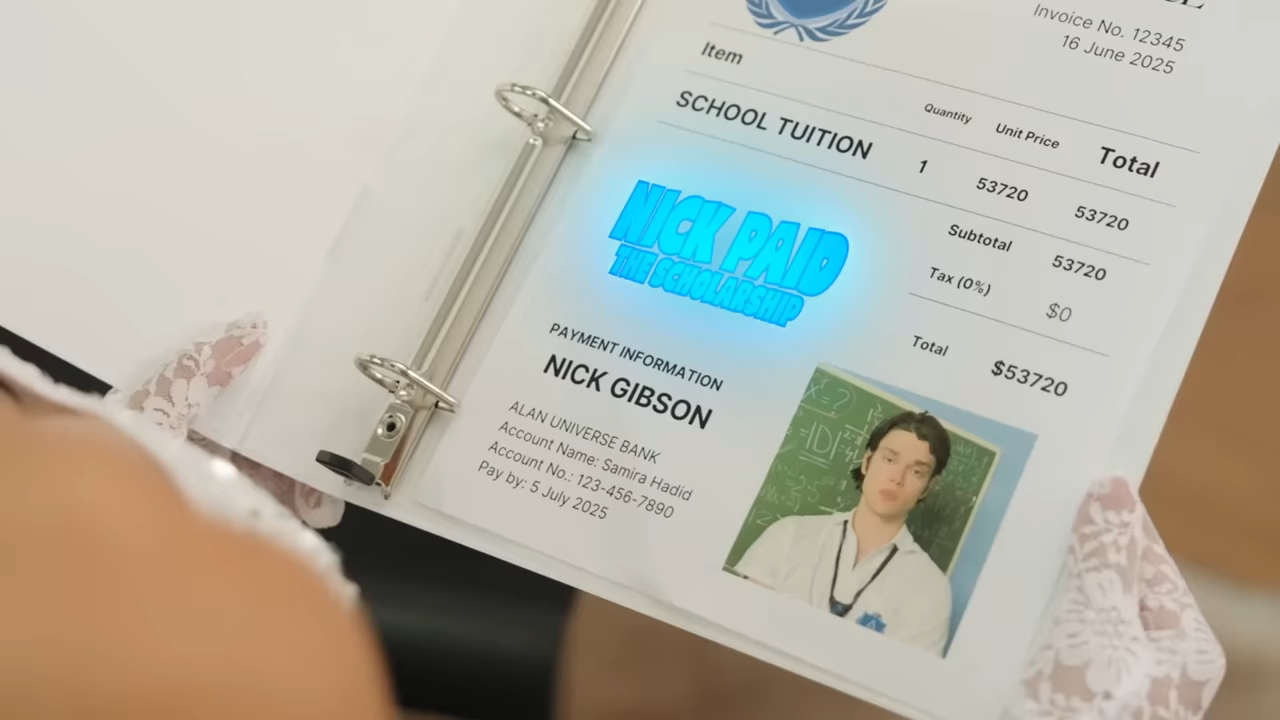 Invoice No. 12345
16 June 2025
Item
Quantity
Unit Price
Total
SCHOOL TUITION
1
53720
53720
Subtotal
53720
Tax (0%)
$0
Total
$53720
NICK PAID
THE SCHOLARSHIP
PAYMENT INFORMATION
NICK GIBSON
ALAN UNIVERSE BANK
Account Name: Samira Hadid
Account No.: 123-456-7890
Pay by: 5 July 2025